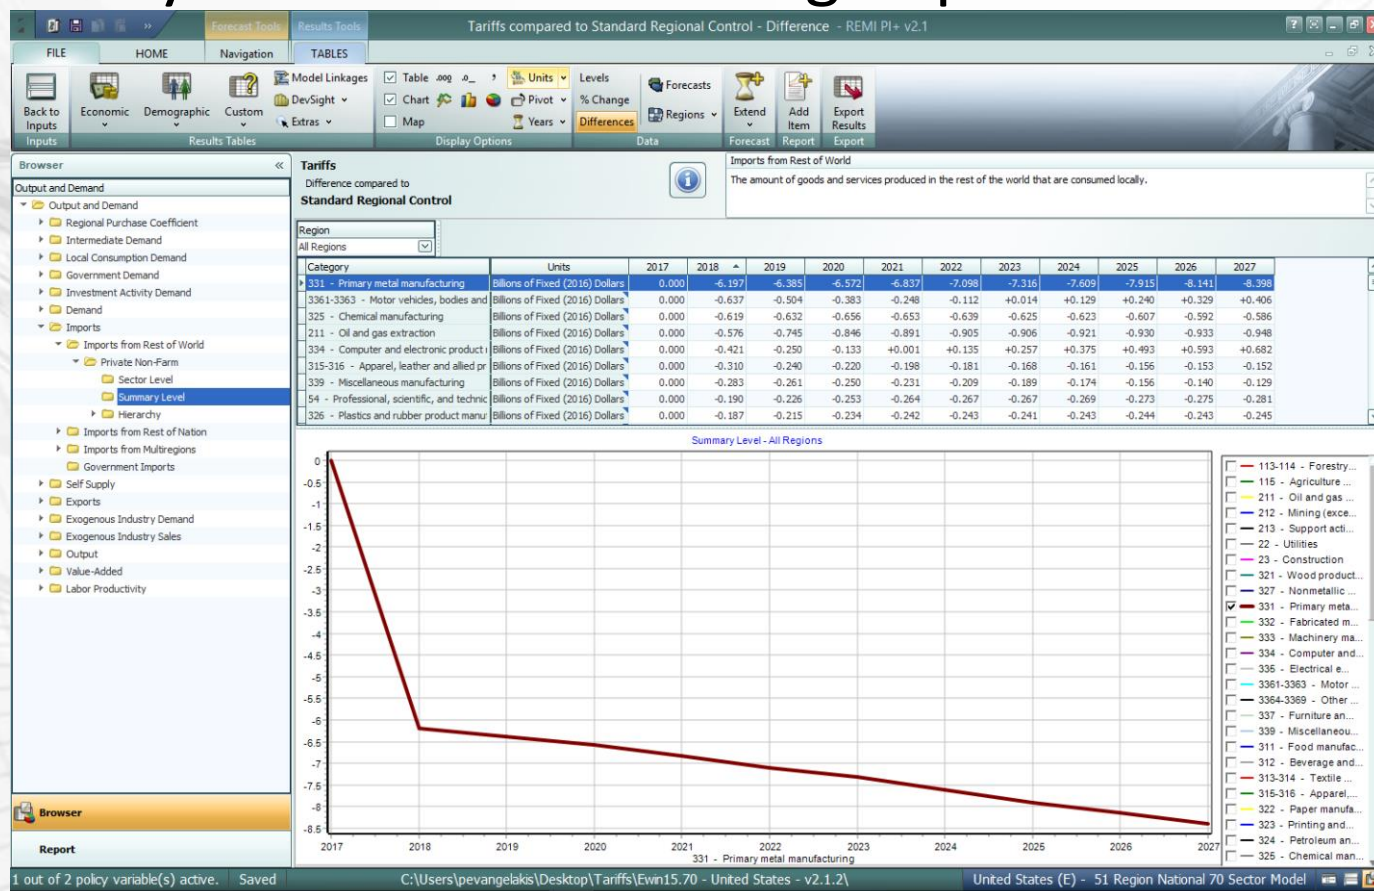 Tariffs compared to Standard Regional Control - Difference - REMI PI+ v2.1
Forecast Tools
Results Tools
FILE
HOME
Navigation
TABLES
Back to Inputs
Economic
Demographic
Custom
Model Linkages
DevSight
Extras
Table
Chart
Map
Units
Pivot
Years
Levels
% Change
Differences
Forecasts
Regions
Extend
Add Item
Export Results
Inputs
Results Tables
Display Options
Data
Forecast
Report
Export
Browser
Output and Demand
Output and Demand
Regional Purchase Coefficient
Intermediate Demand
Local Consumption Demand
Government Demand
Investment Activity Demand
Demand
Imports
Imports from Rest of World
Private Non-Farm
Sector Level
Summary Level
Hierarchy
Imports from Rest of Nation
Imports from Multiregions
Government Imports
Self Supply
Exports
Exogenous Industry Demand
Exogenous Industry Sales
Output
Value-Added
Labor Productivity
Browser
Report
Tariffs
Difference compared to
Standard Regional Control
Imports from Rest of World
The amount of goods and services produced in the rest of the world that are consumed locally.
Region
All Regions
Category Units 2017 2018 2019 2020 2021 2022 2023 2024 2025 2026 2027
331 - Primary metal manufacturing Billions of Fixed (2016) Dollars 0.000 -6.197 -6.385 -6.572 -6.837 -7.098 -7.316 -7.609 -7.915 -8.141 -8.398
3361-3363 - Motor vehicles, bodies and Billions of Fixed (2016) Dollars 0.000 -0.637 -0.504 -0.383 -0.248 -0.112 +0.014 +0.129 +0.240 +0.329 +0.406
325 - Chemical manufacturing Billions of Fixed (2016) Dollars 0.000 -0.619 -0.632 -0.656 -0.653 -0.639 -0.625 -0.623 -0.607 -0.592 -0.586
211 - Oil and gas extraction Billions of Fixed (2016) Dollars 0.000 -0.576 -0.745 -0.846 -0.891 -0.905 -0.906 -0.921 -0.930 -0.933 -0.948
334 - Computer and electronic product Billions of Fixed (2016) Dollars 0.000 -0.421 -0.250 -0.133 +0.001 +0.135 +0.257 +0.375 +0.493 +0.593 +0.682
315-316 - Apparel, leather and allied pr Billions of Fixed (2016) Dollars 0.000 -0.310 -0.240 -0.220 -0.198 -0.181 -0.168 -0.161 -0.156 -0.153 -0.152
339 - Miscellaneous manufacturing Billions of Fixed (2016) Dollars 0.000 -0.283 -0.261 -0.250 -0.231 -0.209 -0.189 -0.174 -0.156 -0.140 -0.129
54 - Professional, scientific, and technic Billions of Fixed (2016) Dollars 0.000 -0.190 -0.226 -0.253 -0.264 -0.267 -0.267 -0.269 -0.273 -0.275 -0.281
326 - Plastics and rubber product manu Billions of Fixed (2016) Dollars 0.000 -0.187 -0.215 -0.234 -0.242 -0.243 -0.241 -0.243 -0.244 -0.243 -0.245
Summary Level - All Regions
0
-0.5
-1
-1.5
-2
-2.5
-3
-3.5
-4
-4.5
-5
-5.5
-6
-6.5
-7
-7.5
-8
-8.5
2017 2018 2019 2020 2021 2022 2023 2024 2025 2026 2027
331 - Primary metal manufacturing
113-114 - Forestry...
115 - Agriculture ...
211 - Oil and gas ...
212 - Mining (exce...
213 - Support acti...
22 - Utilities
23 - Construction
321 - Wood product...
327 - Nonmetallic ...
331 - Primary meta...
332 - Fabricated m...
333 - Machinery ma...
334 - Computer and...
335 - Electrical e...
3361-3363 - Motor ...
3364-3369 - Other ...
337 - Furniture an...
339 - Miscellaneou...
311 - Food manufac...
312 - Beverage and...
313-314 - Textile ...
315-316 - Apparel,...
322 - Paper manufa...
323 - Printing and...
324 - Petroleum an...
325 - Chemical man...
1 out of 2 policy variable(s) active. Saved
C:\Users\pevangelakis\Desktop\Tariffs\Ewin15.70 - United States - v2.1.2\
United States (E) - 51 Region National 70 Sector Model